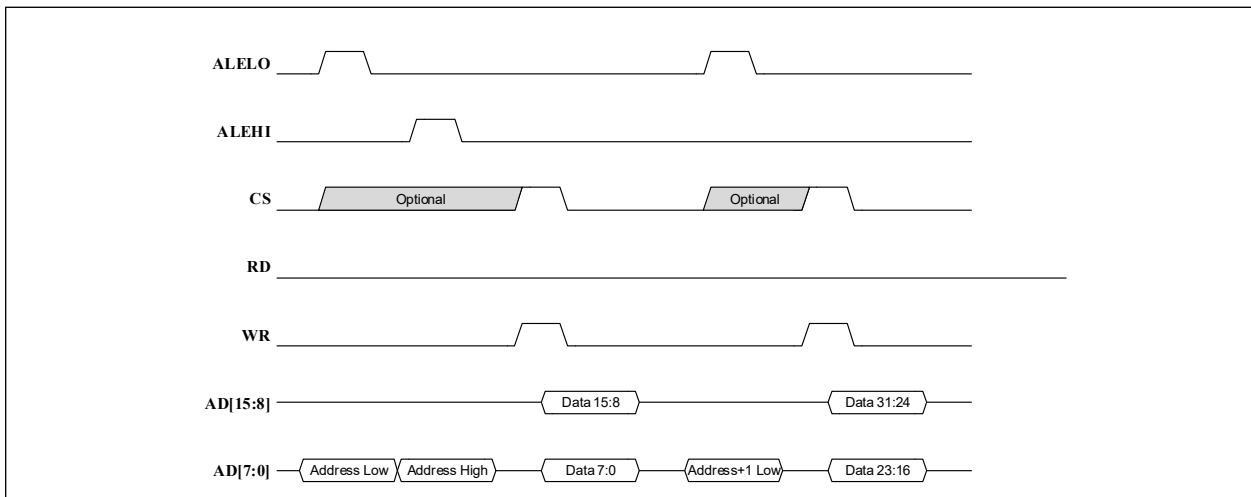 ALELO
ALEHI
CS
Optional
Optional
RD
WR
AD[15:8]
Data 15:8
Data 31:24
AD[7:0]
Address Low
Address High
Data 7:0
Address+1 Low
Data 23:16